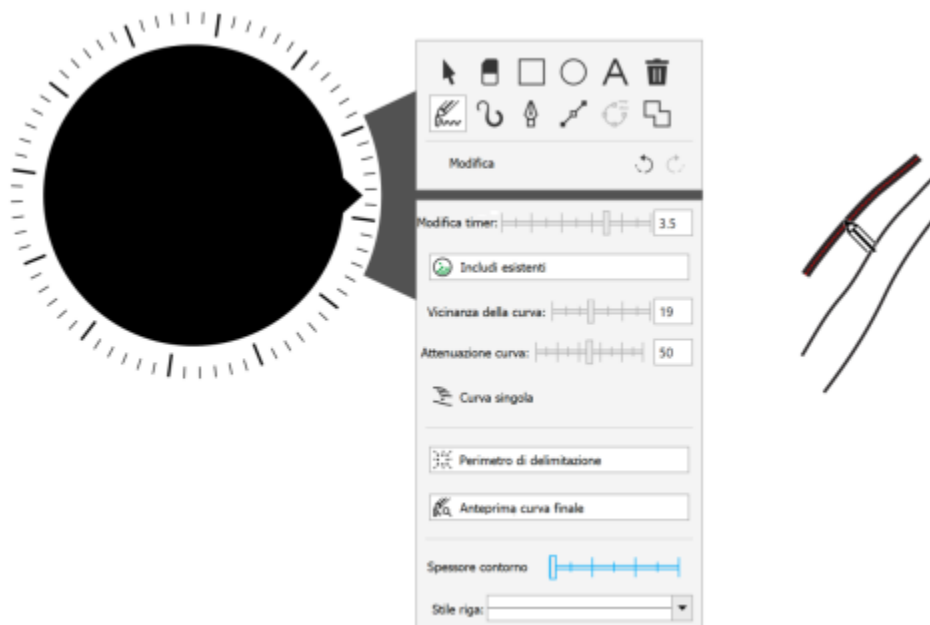 A
Modifica
Modifica timer: 3.5
Includi esistenti
Vicinanza della curva: 19
Attenuazione curva: 50
Curva singola
Perimetro di delimitazione
Anteprima curva finale
Spessore contorno
Stile riga: